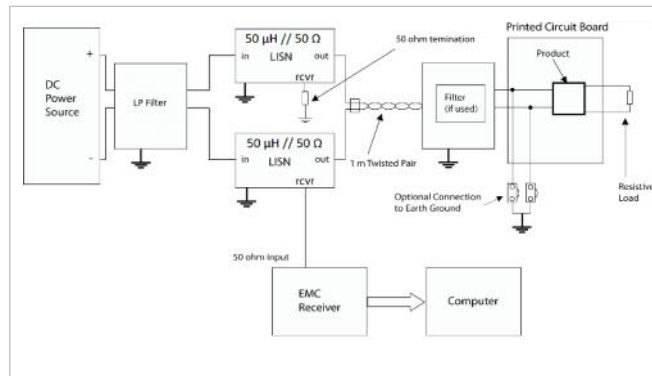 Printed Circuit Board
50 µH // 50 Ω
LISN
in
out
rcvr
50 ohm temination
+
DC
Power
Source
-
LP Filter
Product
Filter
(if used)
50 µH // 50 Ω
LISN
in
out
rcvr
1 m Twisted Pair
Optional Connection
to Earth Ground
Resistive
Load
50 ohm input
EMC
Receiver
Computer